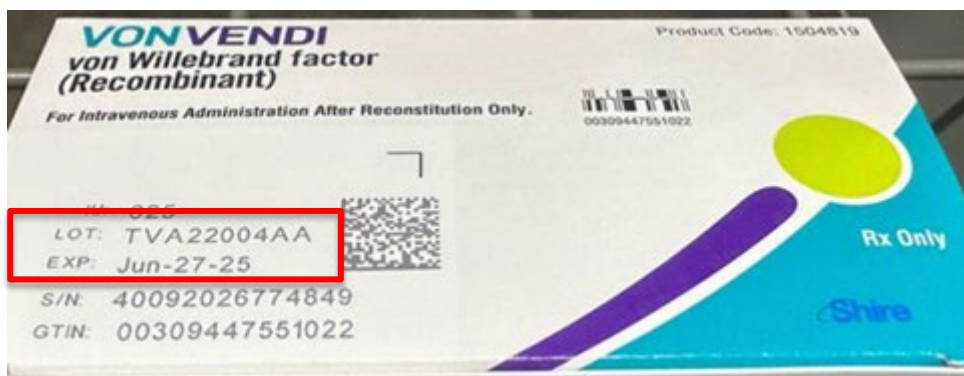 VONVENDI
von Willebrand factor
(Recombinant)
Product Code: 1504819
For Intravenous Administration After Reconstitution Only.
00309447551022
LOT: TVA22004AA
EXP: Jun-27-25
S/N: 40092026774849
GTIN: 00309447551022
Rx Only
Shire